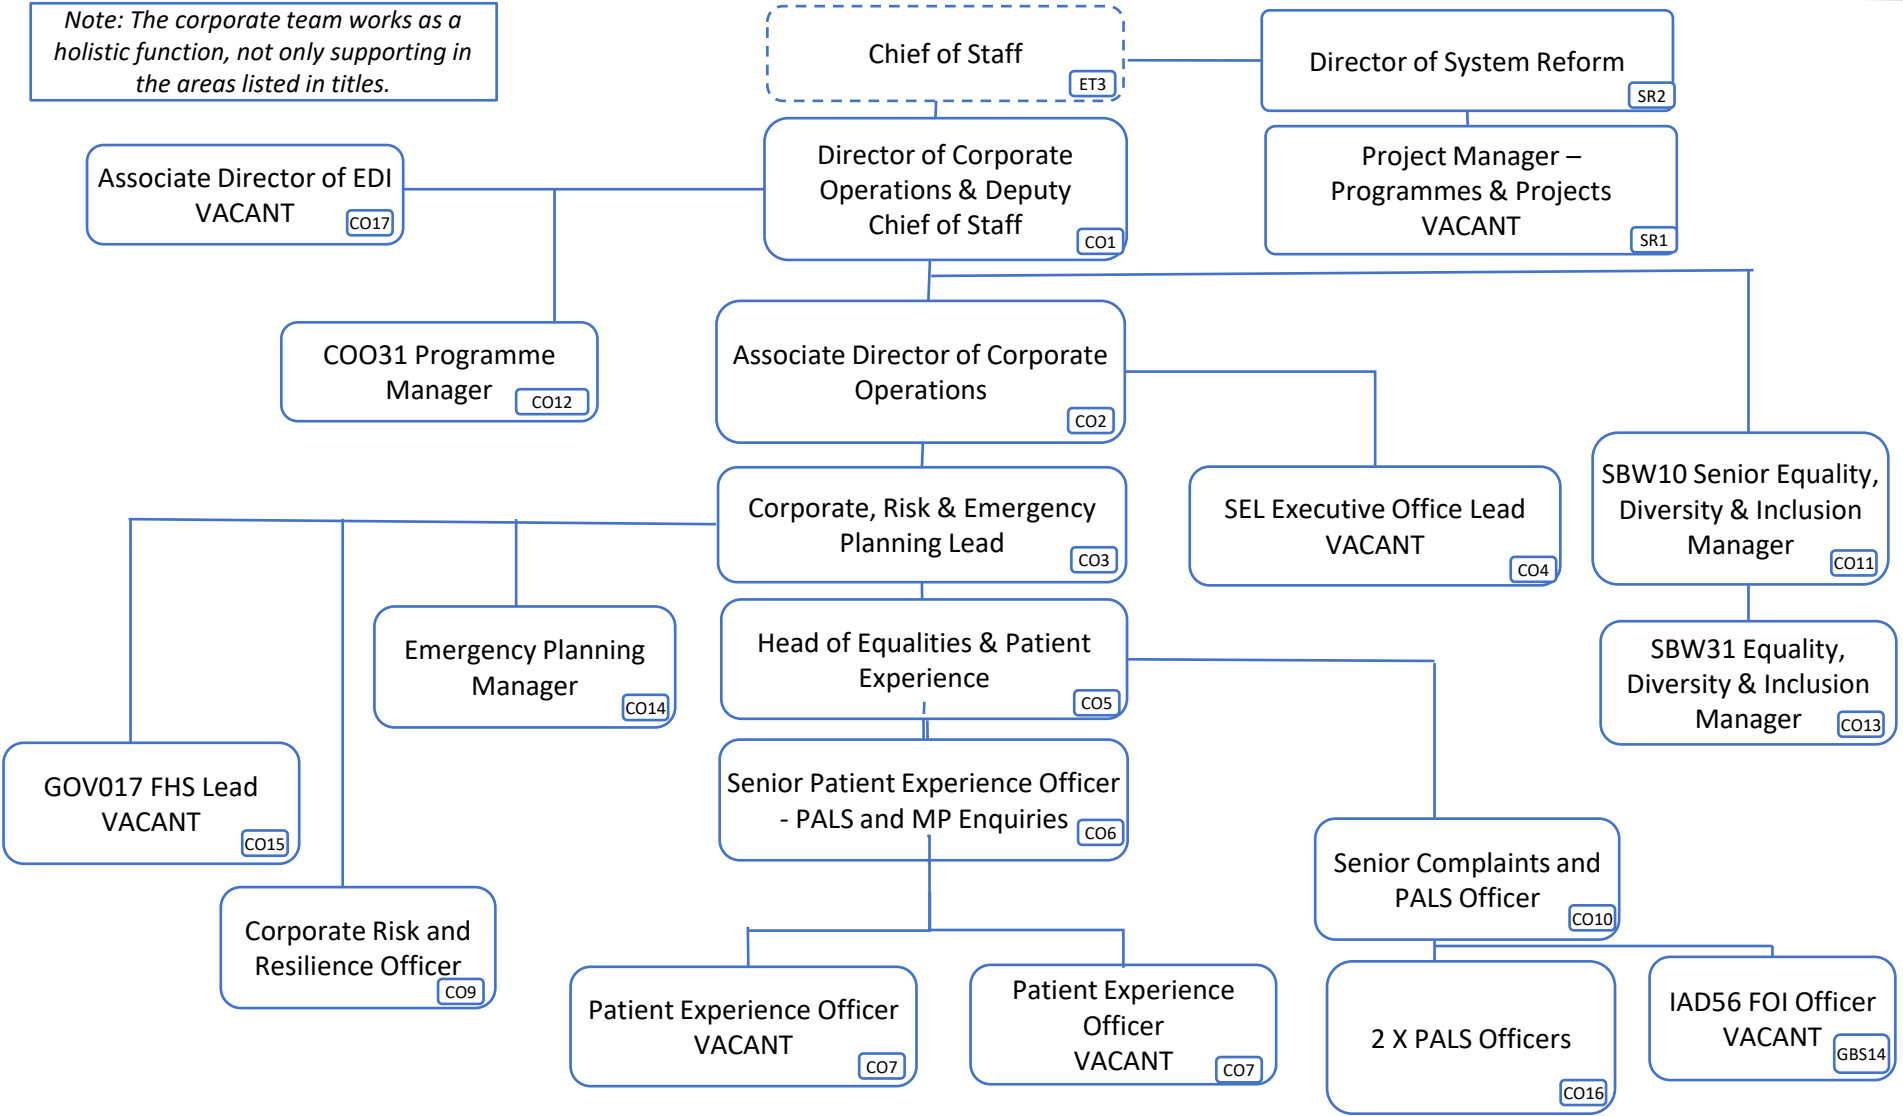 Note: The corporate team works as a
holistic function, not only supporting in
the areas listed in titles.
Chief of Staff
ET3
Director of System Reform
SR2
Associate Director of EDI
VACANT
CO17
Director of Corporate
Operations & Deputy
Chief of Staff
CO1
Project Manager –
Programmes & Projects
VACANT
SR1
COO31 Programme
Manager
CO12
Associate Director of Corporate
Operations
CO2
Corporate, Risk & Emergency
Planning Lead
CO3
SEL Executive Office Lead
VACANT
CO4
SBW10 Senior Equality,
Diversity & Inclusion
Manager
CO11
Emergency Planning
Manager
CO14
Head of Equalities & Patient
Experience
CO5
SBW31 Equality,
Diversity & Inclusion
Manager
CO13
GOV017 FHS Lead
VACANT
CO15
Senior Patient Experience Officer
- PALS and MP Enquiries
CO6
Senior Complaints and
PALS Officer
CO10
Corporate Risk and
Resilience Officer
CO9
Patient Experience Officer
VACANT
CO7
Patient Experience
Officer
VACANT
CO7
2 X PALS Officers
CO16
IAD56 FOI Officer
VACANT
GBS14